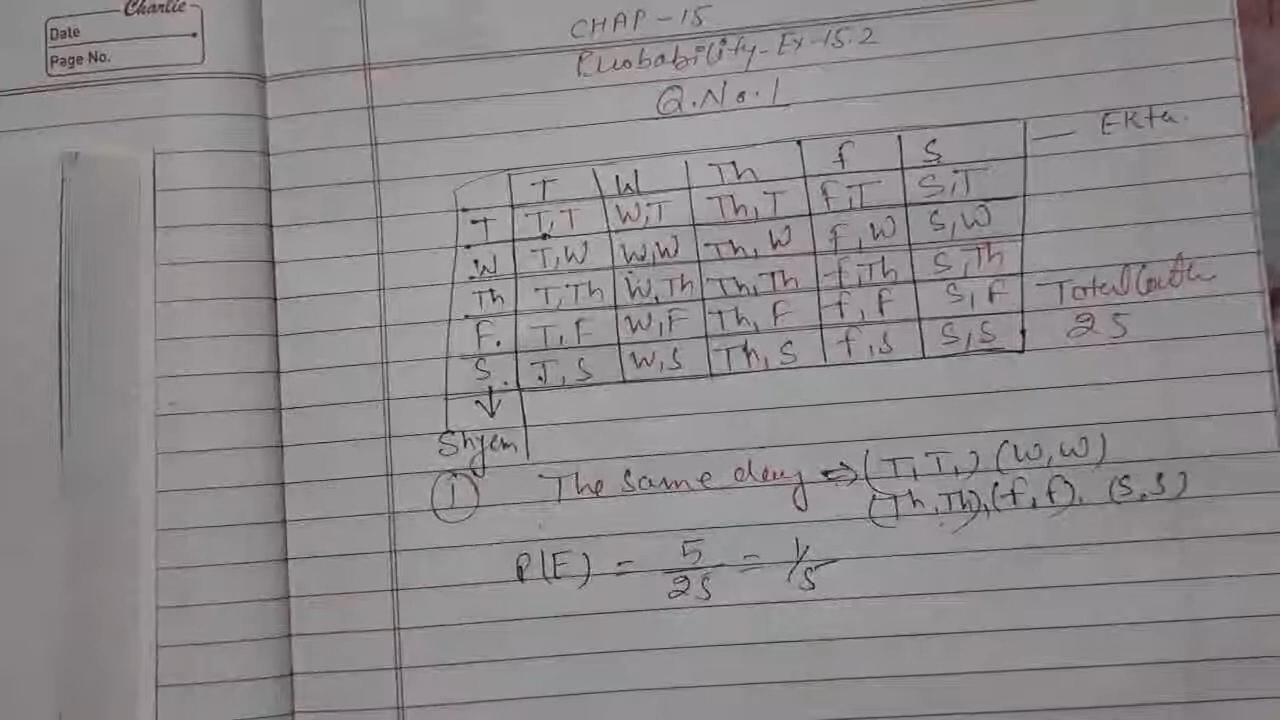 Charlie
Date
Page No.
CHAP - 15
Probability - Ex - 15.2
Q. No. 1
T W Th f S — Ekta.
T T,T W,T Th,T f,T S,T
W T,W W,W Th,W f,W S,W
Th T,Th W,Th Th,Th f,Th S,Th
F. T,F W,F Th,F f,F S,F Total
S. T,S W,S Th,S f,S S,S 25
↓
Shyam
① The same day ⇒ (T,T,) (W,W)
(Th,Th),(f,f). (S,S)
P(E) = 5/25 = 1/5